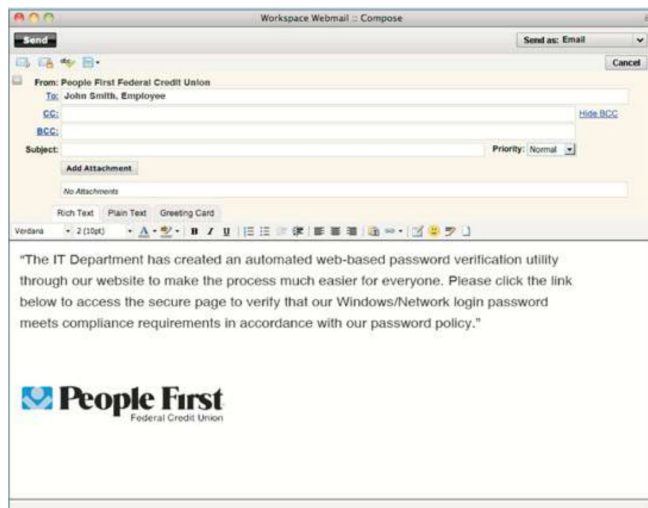 Workspace Webmail :: Compose
Send
Send as: Email
Cancel
From: People First Federal Credit Union
To: John Smith, Employee
CC:
Hide BCC
BCC:
Subject:
Priority: Normal
Add Attachment
No Attachments
Rich Text Plain Text Greeting Card
Verdana 2 (10pt) A B I U
“The IT Department has created an automated web-based password verification utility
through our website to make the process much easier for everyone. Please click the link
below to access the secure page to verify that our Windows/Network login password
meets compliance requirements in accordance with our password policy.”
People First
Federal Credit Union